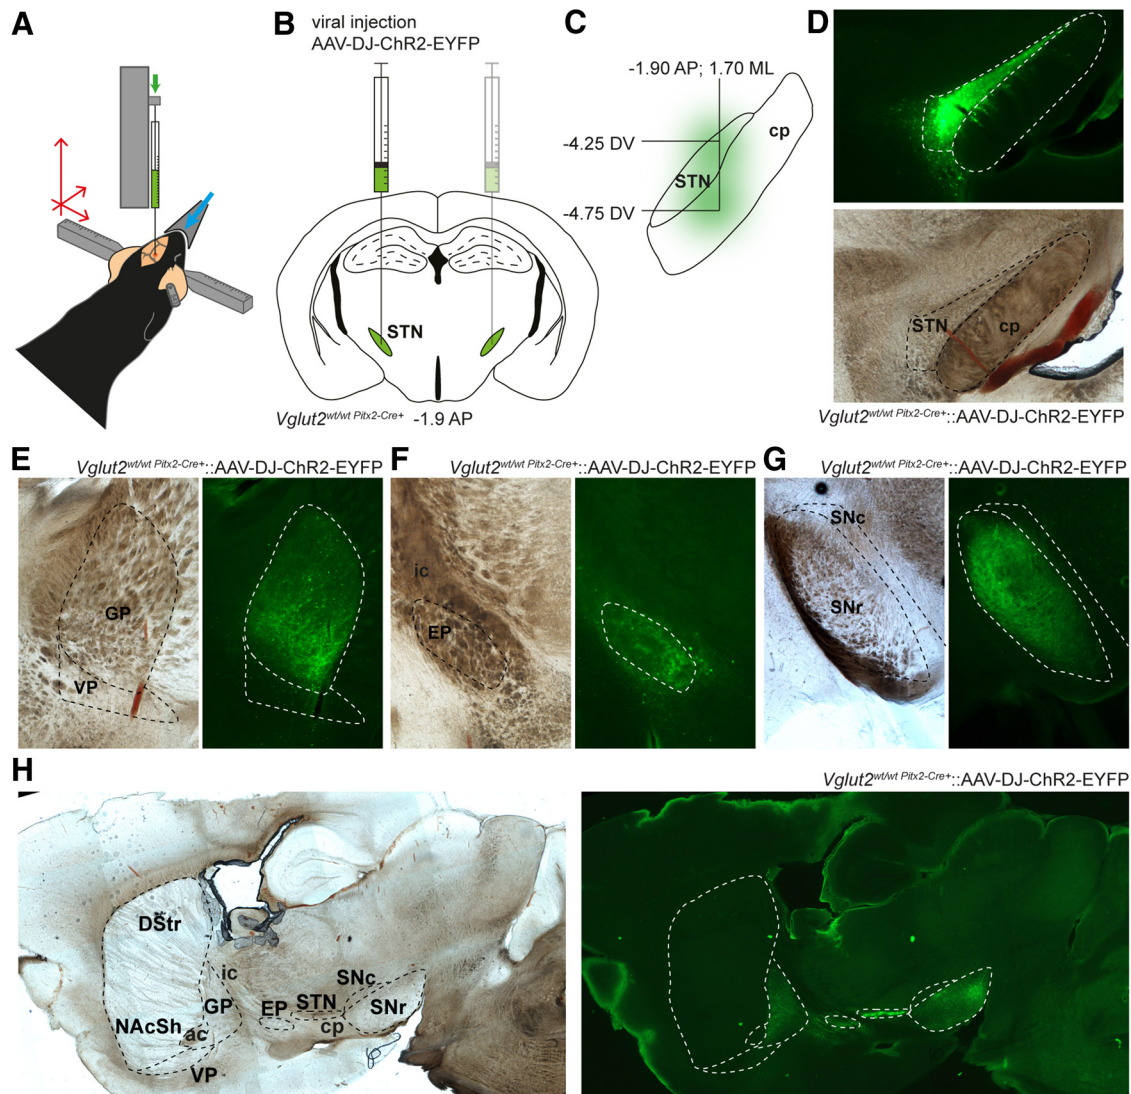 A
B
viral injection
AAV-DJ-ChR2-EYFP
STN
Vglut2wt/wt Pitx2-Cre+ -1.9 AP
C
-1.90 AP; 1.70 ML
cp
-4.25 DV
STN
-4.75 DV
D
STN
cp
Vglut2wt/wt Pitx2-Cre+::AAV-DJ-ChR2-EYFP
E
Vglut2wt/wt Pitx2-Cre+::AAV-DJ-ChR2-EYFP
GP
VP
F
Vglut2wt/wt Pitx2-Cre+::AAV-DJ-ChR2-EYFP
ic
EP
G
Vglut2wt/wt Pitx2-Cre+::AAV-DJ-ChR2-EYFP
SNc
SNr
H
Vglut2wt/wt Pitx2-Cre+::AAV-DJ-ChR2-EYFP
DStr
ic
SNc
GP
EP
STN
SNr
NAcSh
ac
cp
VP